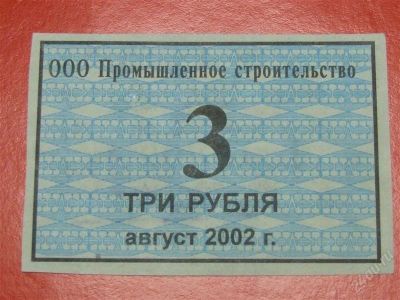 ООО Промышленное строительство
3
ТРИ РУБЛЯ
август 2002 г.